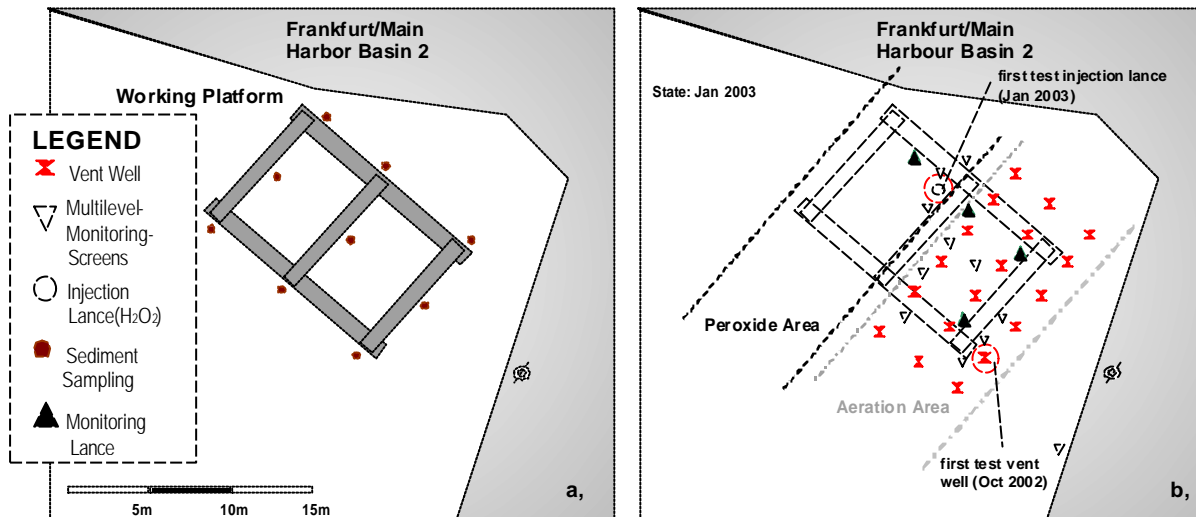 Frankfurt/Main
Harbor Basin 2
Working Platform
LEGEND
Vent Well
Multilevel-
Monitoring-
Screens
Injection
Lance(H₂O₂)
Sediment
Sampling
Monitoring
Lance
5m
10m
15m
a,
Frankfurt/Main
Harbour Basin 2
State: Jan 2003
first test injection lance
(Jan 2003)
Peroxide Area
Aeration Area
first test vent
well (Oct 2002)
b,